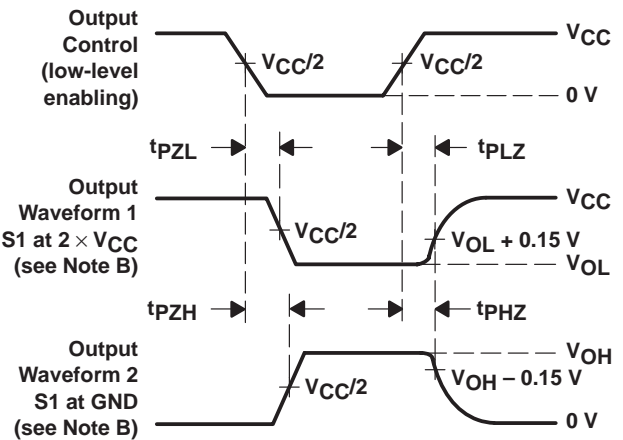 Output
Control
(low-level
enabling)
VCC
VCC/2
VCC/2
0 V
tPZL
tPLZ
Output
Waveform 1
S1 at 2 × VCC
(see Note B)
VCC
VCC/2
VOL + 0.15 V
VOL
tPZH
tPHZ
Output
Waveform 2
S1 at GND
(see Note B)
VOH
VCC/2
VOH – 0.15 V
0 V